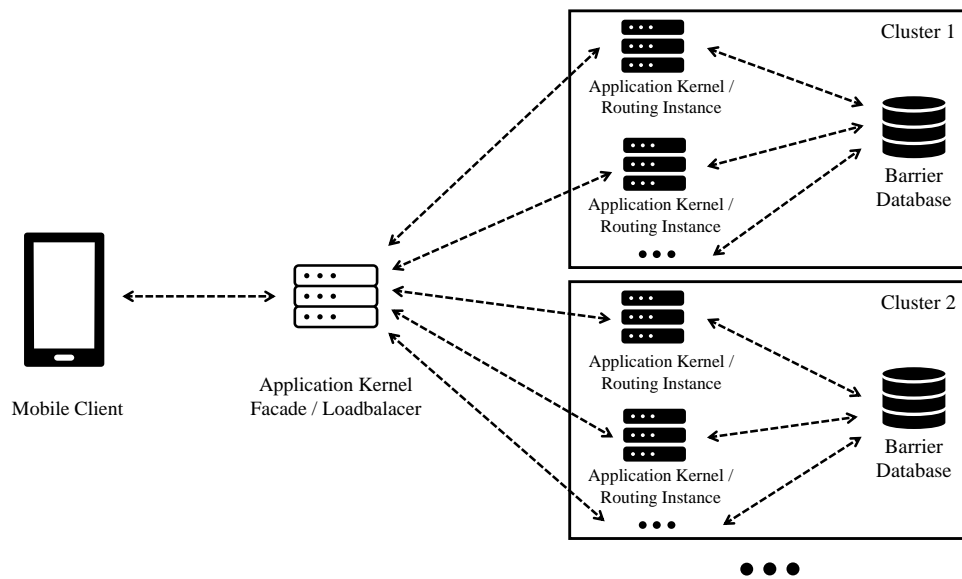 Cluster 1
Application Kernel /
Routing Instance
Application Kernel /
Routing Instance
Barrier
Database
Mobile Client
Application Kernel
Facade / Loadbalacer
Cluster 2
Application Kernel /
Routing Instance
Application Kernel /
Routing Instance
Barrier
Database